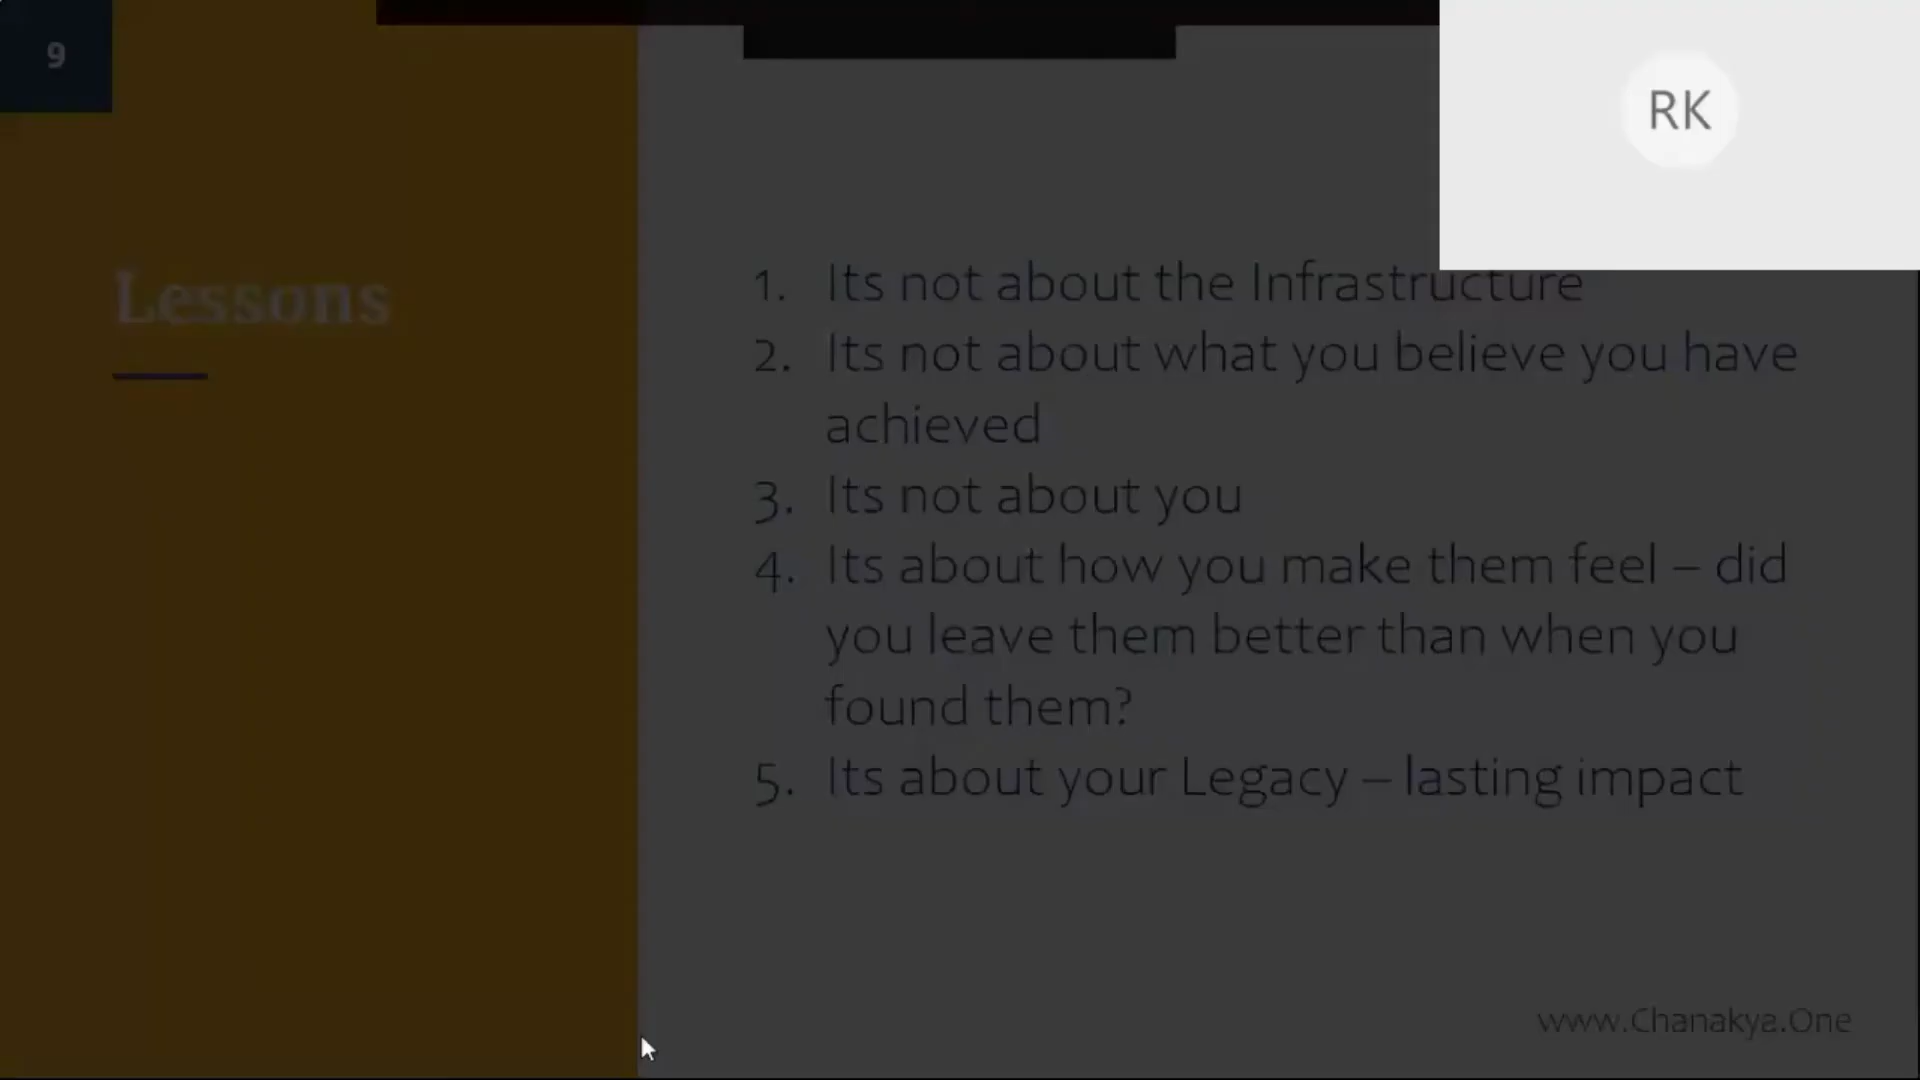 9
RK
Lessons
1. Its not about the Infrastructure
2. Its not about what you believe you have
achieved
3. Its not about you
4. Its about how you make them feel – did
you leave them better than when you
found them?
5. Its about your Legacy – lasting impact
www.Chanakya.One